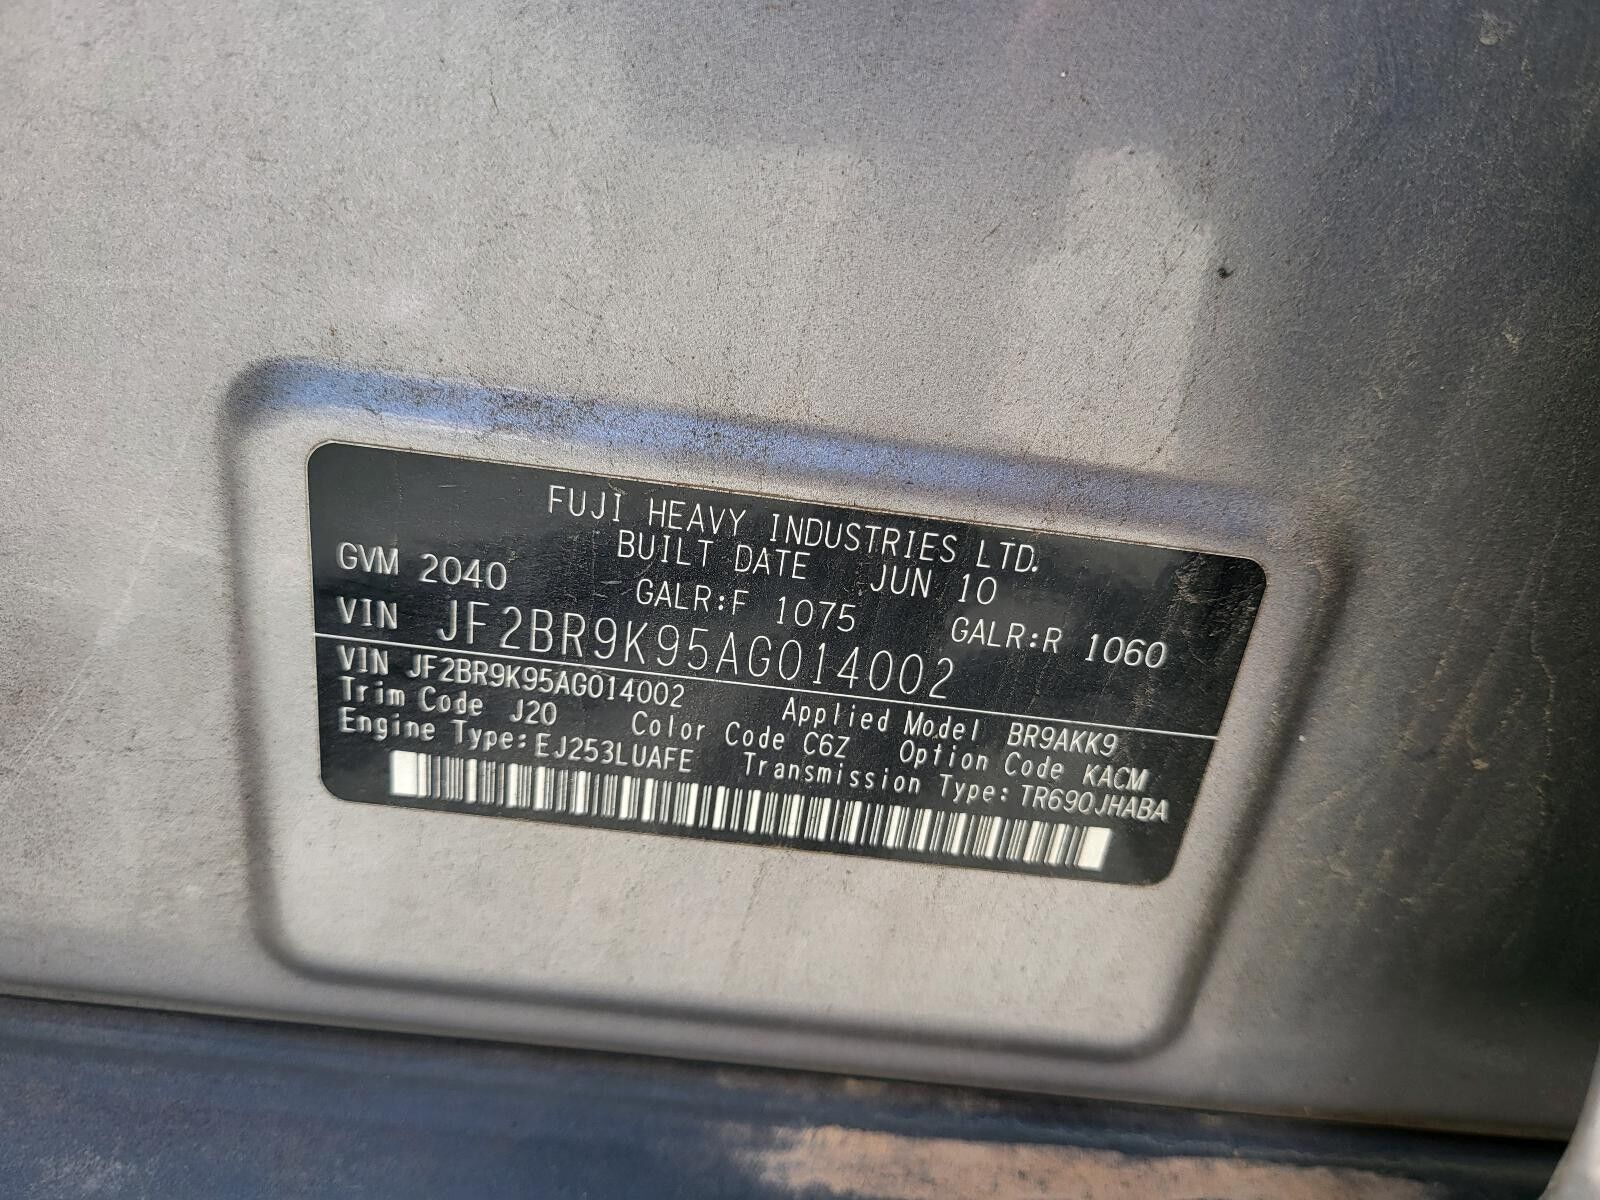 FUJI HEAVY INDUSTRIES LTD.
BUILT DATE JUN 10
GVM 2040 GALR:F 1075 GALR:R 1060
VIN JF2BR9K95AG014002
VIN JF2BR9K95AG014002 Applied Model BR9AKK9
Trim Code J20 Color Code C6Z Option Code KACM
Engine Type: EJ253LUAFE Transmission Type: TR690JHABA